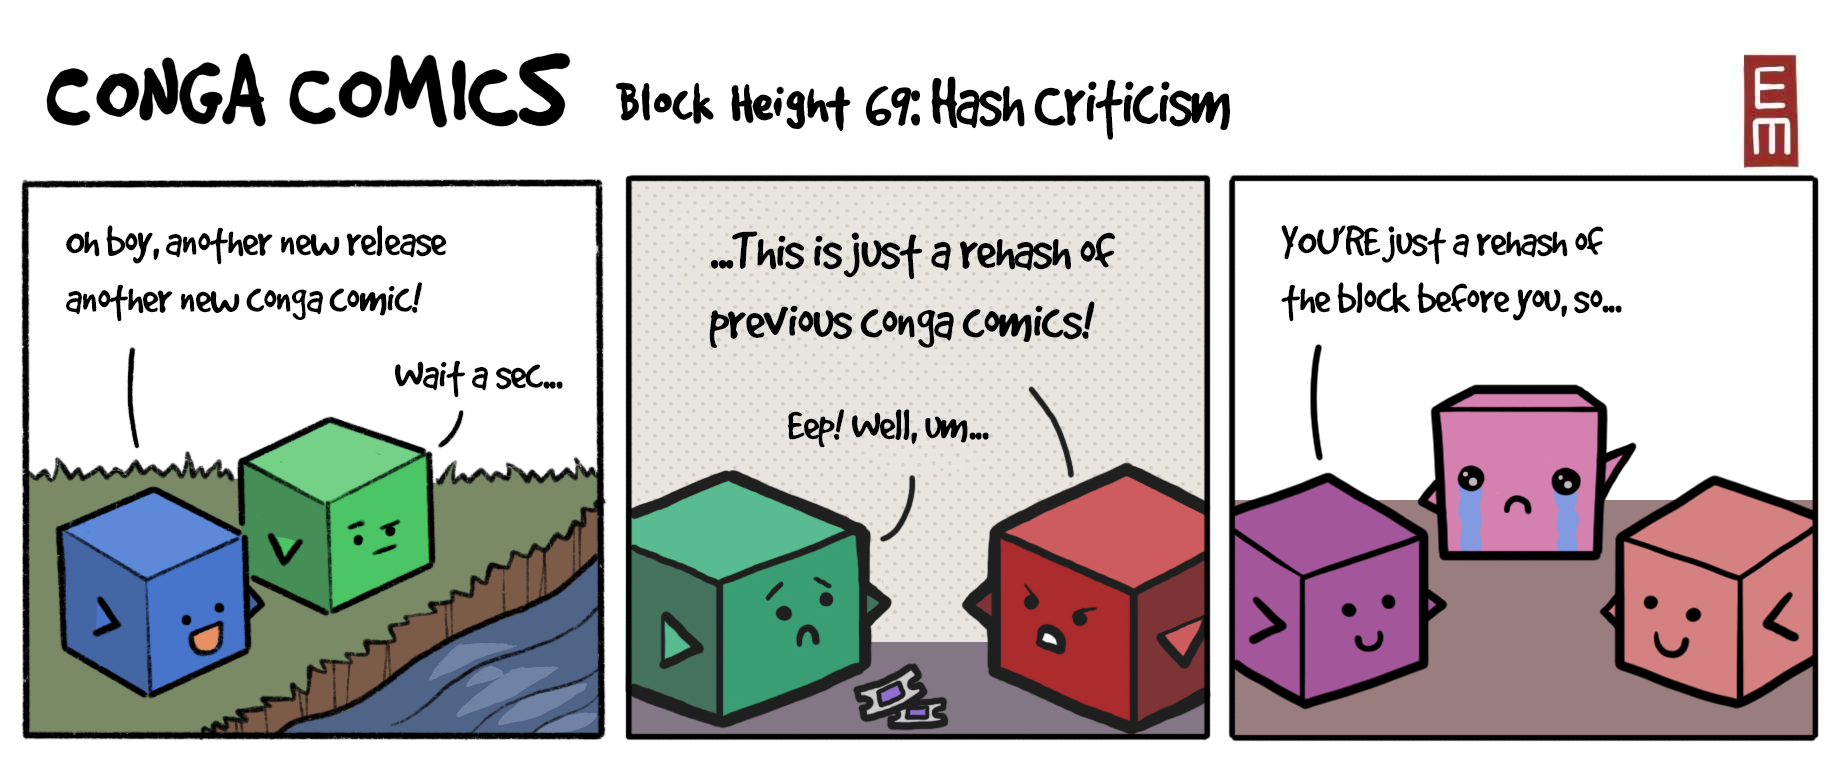 CONGA COMICS
Block Height 69: Hash Criticism
WM
Oh boy, another new release
another new Conga Comic!
Wait a sec...
...This is just a rehash of
previous Conga Comics!
Eep! Well, um...
YOU'RE just a rehash of
the block before you, so...